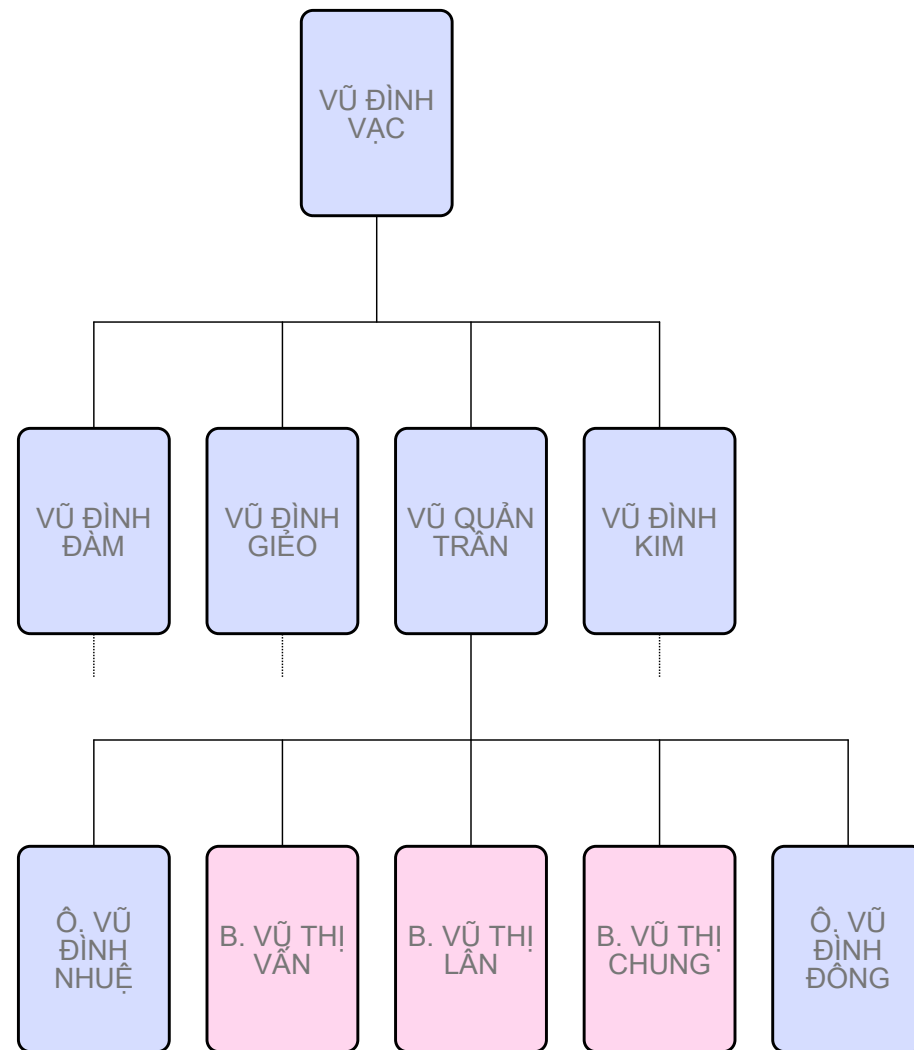 VŨ ĐÌNH
VẠC
VŨ ĐÌNH
ĐÀM
VŨ ĐÌNH
GIẺO
VŨ QUẢN
TRẦN
VŨ ĐÌNH
KIM
Ô. VŨ
ĐÌNH
NHUỆ
B. VŨ THỊ
VẤN
B. VŨ THỊ
LÂN
B. VŨ THỊ
CHUNG
Ô. VŨ
ĐÌNH
ĐÔNG